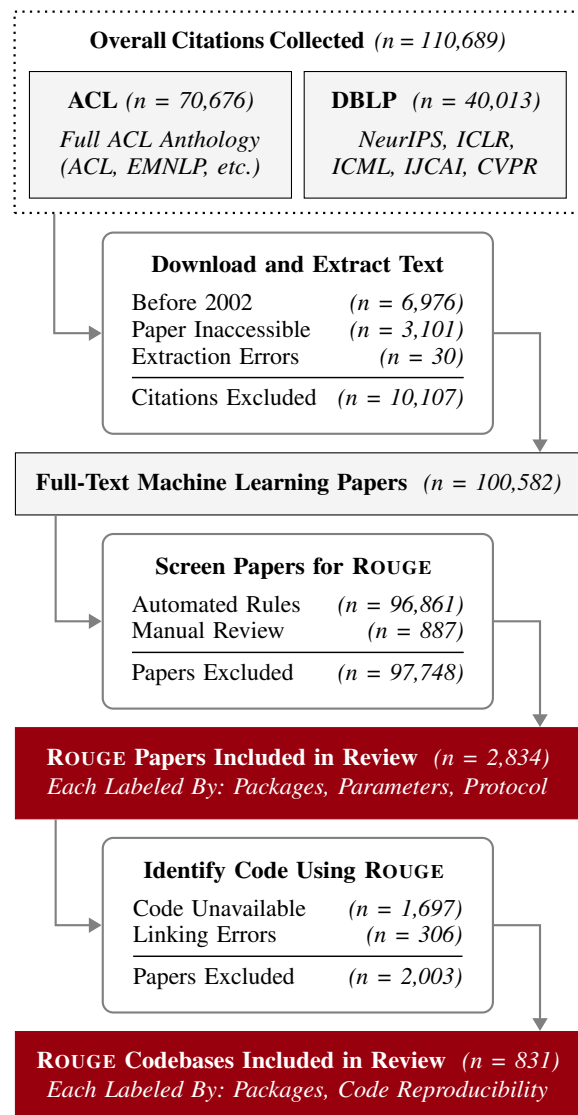 Overall Citations Collected (n = 110,689)
ACL (n = 70,676)
Full ACL Anthology
(ACL, EMNLP, etc.)
DBLP (n = 40,013)
NeurIPS, ICLR,
ICML, IJCAI, CVPR
Download and Extract Text
Before 2002 (n = 6,976)
Paper Inaccessible (n = 3,101)
Extraction Errors (n = 30)
Citations Excluded (n = 10,107)
Full-Text Machine Learning Papers (n = 100,582)
Screen Papers for ROUGE
Automated Rules (n = 96,861)
Manual Review (n = 887)
Papers Excluded (n = 97,748)
ROUGE Papers Included in Review (n = 2,834)
Each Labeled By: Packages, Parameters, Protocol
Identify Code Using ROUGE
Code Unavailable (n = 1,697)
Linking Errors (n = 306)
Papers Excluded (n = 2,003)
ROUGE Codebases Included in Review (n = 831)
Each Labeled By: Packages, Code Reproducibility